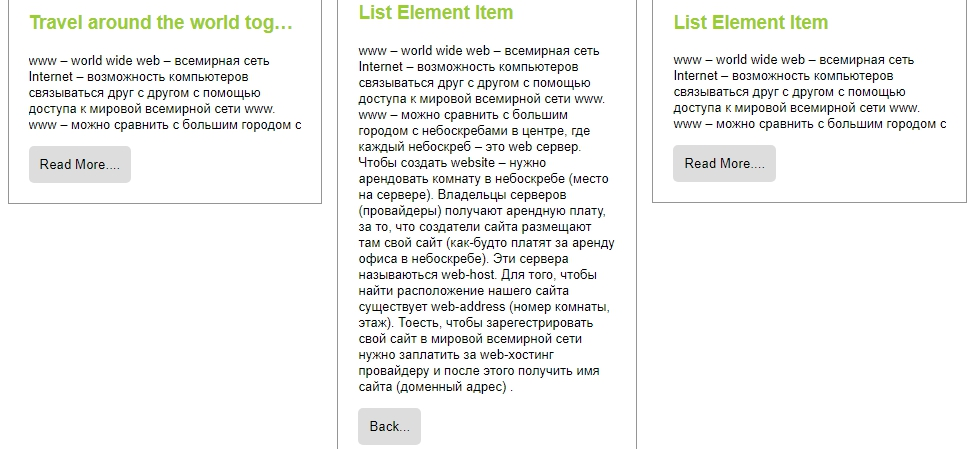 Travel around the world tog...
www – world wide web – всемирная сеть
Internet – возможность компьютеров
связываться друг с другом с помощью
доступа к мировой всемирной сети www.
www – можно сравнить с большим городом с
Read More....
List Element Item
www – world wide web – всемирная сеть
Internet – возможность компьютеров
связываться друг с другом с помощью
доступа к мировой всемирной сети www.
www – можно сравнить с большим
городом с небоскребами в центре, где
каждый небоскреб – это web сервер.
Чтобы создать website – нужно
арендовать комнату в небоскребе (место
на сервере). Владельцы серверов
(провайдеры) получают арендную плату,
за то, что создатели сайта размещают
там свой сайт (как-будто платят за аренду
офиса в небоскребе). Эти сервера
называються web-host. Для того, чтобы
найти расположение нашего сайта
существует web-address (номер комнаты,
этаж). Тоесть, чтобы зарегестрировать
свой сайт в мировой всемирной сети
нужно заплатить за web-хостинг
провайдеру и после этого получить имя
сайта (доменный адрес) .
Back...
List Element Item
www – world wide web – всемирная сеть
Internet – возможность компьютеров
связываться друг с другом с помощью
доступа к мировой всемирной сети www.
www – можно сравнить с большим городом с
Read More....